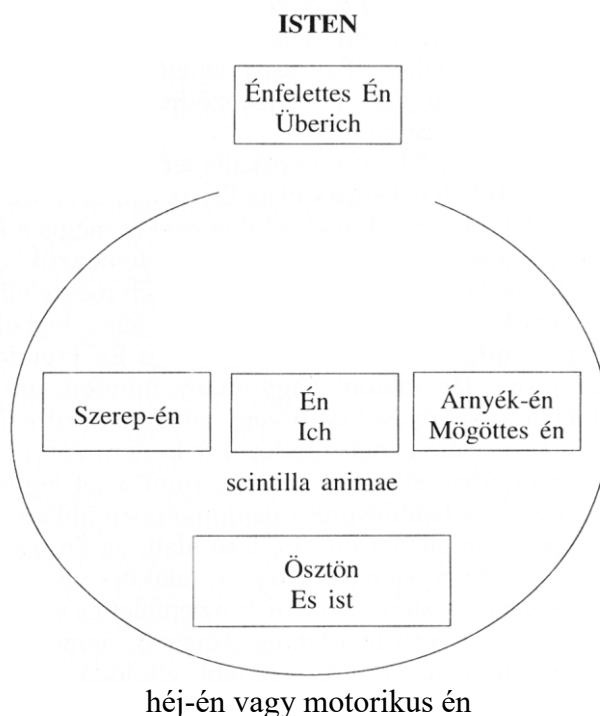 ISTEN
Énfelettes Én
Überich
Szerep-én
Én
Ich
Árnyék-én
Mögöttes én
scintilla animae
Ösztön
Es ist
héj-én vagy motorikus én